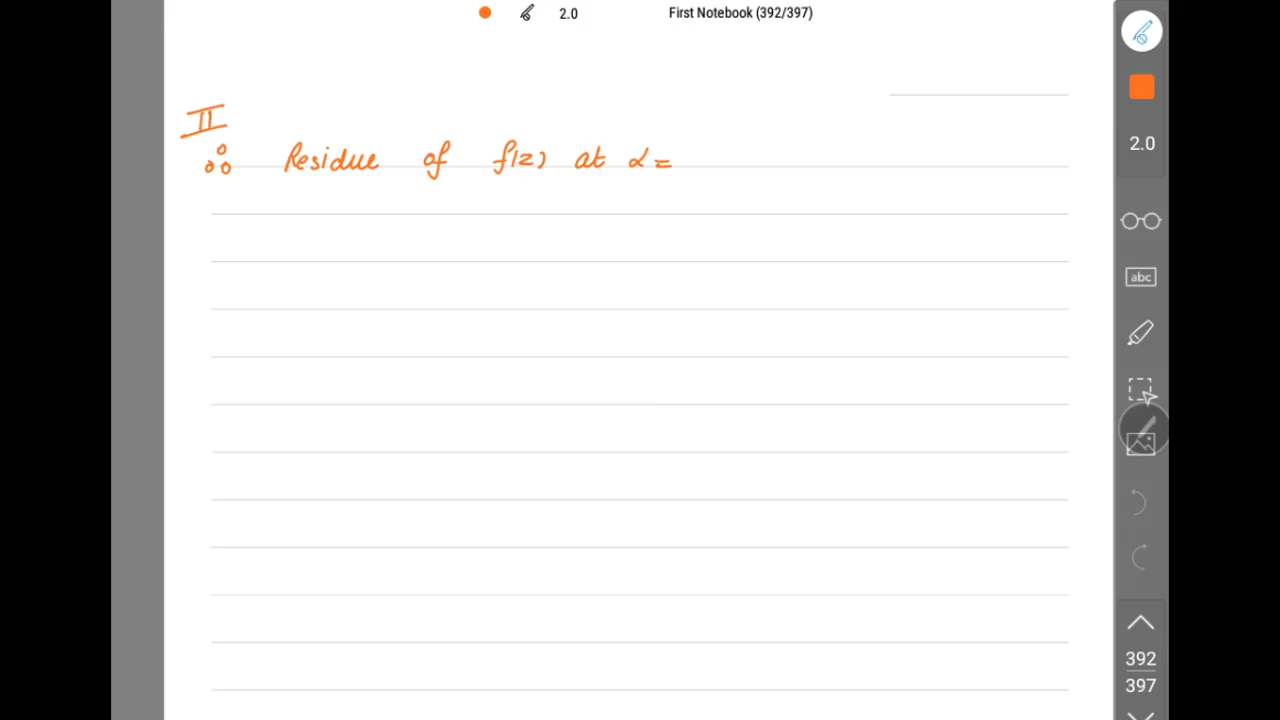 2.0 First Notebook (392/397)
II
∴ Residue of f(z) at α =
2.0
abc
392
397